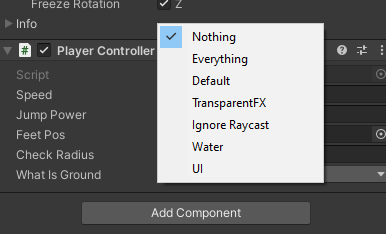 Freeze Rotation
Z
Info
Player Controller
Script
Speed
Jump Power
Feet Pos
Check Radius
What Is Ground
Nothing
Everything
Default
TransparentFX
Ignore Raycast
Water
UI
Add Component